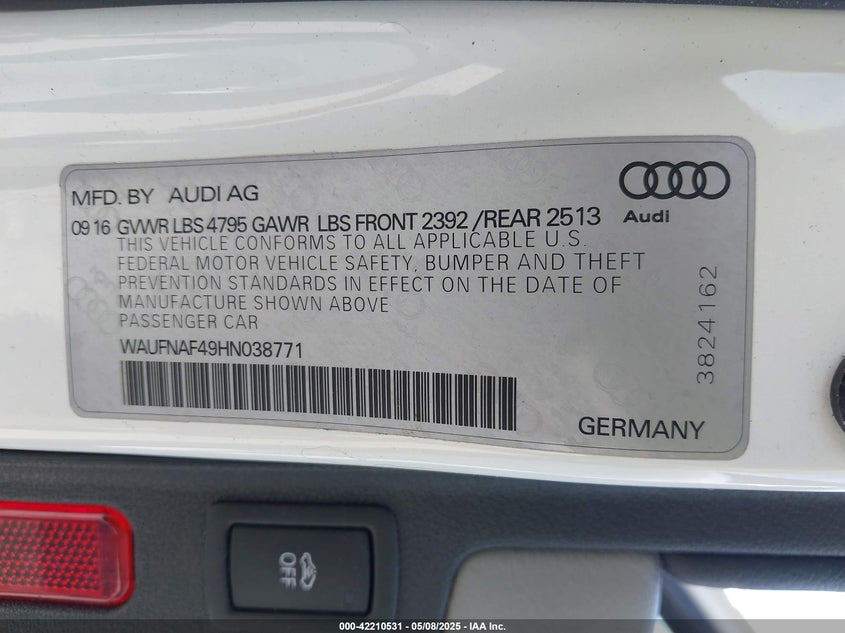 MFD. BY AUDI AG
Audi
09 16 GVWR LBS 4795 GAWR LBS FRONT 2392 /REAR 2513
THIS VEHICLE CONFORMS TO ALL APPLICABLE U.S.
FEDERAL MOTOR VEHICLE SAFETY, BUMPER AND THEFT
PREVENTION STANDARDS IN EFFECT ON THE DATE OF
MANUFACTURE SHOWN ABOVE
PASSENGER CAR
WAUFNAF49HN038771
3824162
GERMANY
OFF
000-42210531 - 05/08/2025 - IAA Inc.